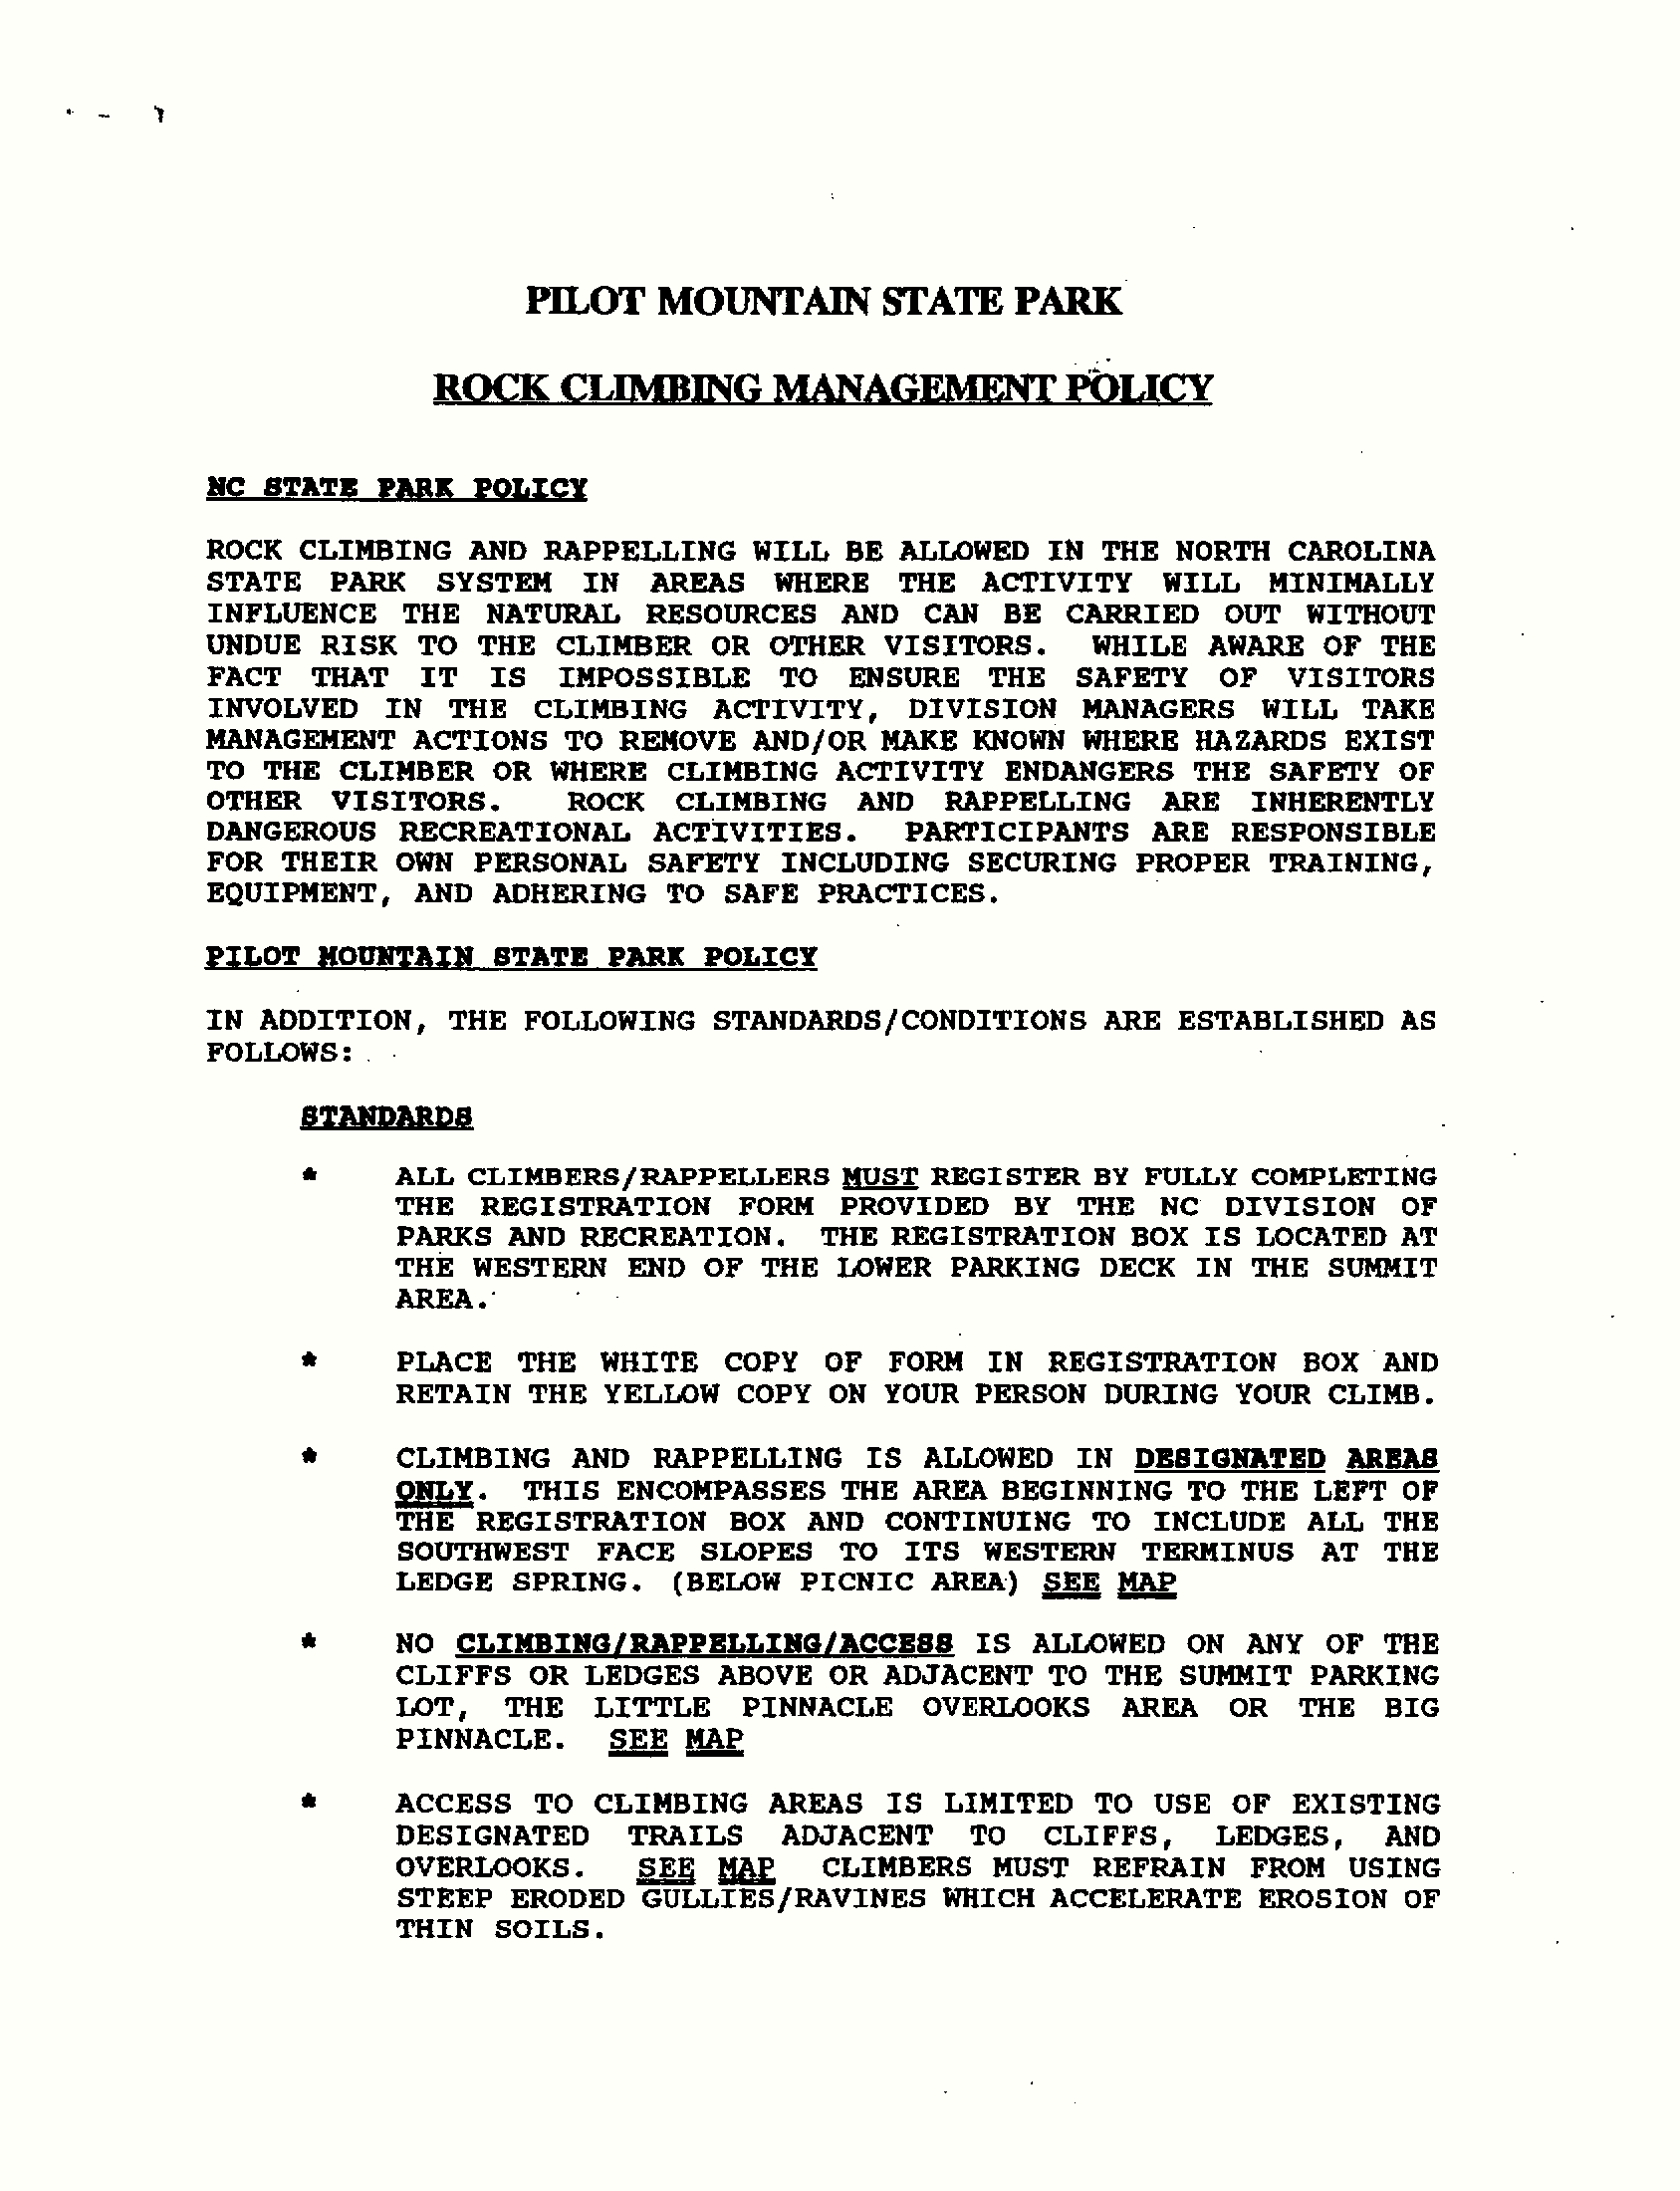 PILOT MOUNTAIN STATE PARK
ROCK CLIMBING MANAGEMENT POLICY
NC STATE PARK POLICY
ROCK CLIMBING AND RAPPELLING WILL BE ALLOWED IN THE NORTH CAROLINA
STATE PARK SYSTEM IN AREAS WHERE THE ACTIVITY WILL MINIMALLY
INFLUENCE THE NATURAL RESOURCES AND CAN BE CARRIED OUT WITHOUT
UNDUE RISK TO THE CLIMBER OR OTHER VISITORS. WHILE AWARE OF THE
FACT THAT IT IS IMPOSSIBLE TO ENSURE THE SAFETY OF VISITORS
INVOLVED IN THE CLIMBING ACTIVITY, DIVISION MANAGERS WILL TAKE
MANAGEMENT ACTIONS TO REMOVE AND/OR MAKE KNOWN WHERE HAZARDS EXIST
TO THE CLIMBER OR WHERE CLIMBING ACTIVITY ENDANGERS THE SAFETY OF
OTHER VISITORS. ROCK CLIMBING AND RAPPELLING ARE INHERENTLY
DANGEROUS RECREATIONAL ACTIVITIES. PARTICIPANTS ARE RESPONSIBLE
FOR THEIR OWN PERSONAL SAFETY INCLUDING SECURING PROPER TRAINING,
EQUIPMENT, AND ADHERING TO SAFE PRACTICES.
PILOT MOUNTAIN STATE PARK POLICY
IN ADDITION, THE FOLLOWING STANDARDS/CONDITIONS ARE ESTABLISHED AS
FOLLOWS:
STANDARDS
* ALL CLIMBERS/RAPPELLERS MUST REGISTER BY FULLY COMPLETING
THE REGISTRATION FORM PROVIDED BY THE NC DIVISION OF
PARKS AND RECREATION. THE REGISTRATION BOX IS LOCATED AT
THE WESTERN END OF THE LOWER PARKING DECK IN THE SUMMIT
AREA.
* PLACE THE WHITE COPY OF FORM IN REGISTRATION BOX AND
RETAIN THE YELLOW COPY ON YOUR PERSON DURING YOUR CLIMB.
* CLIMBING AND RAPPELLING IS ALLOWED IN DESIGNATED AREAS
ONLY. THIS ENCOMPASSES THE AREA BEGINNING TO THE LEFT OF
THE REGISTRATION BOX AND CONTINUING TO INCLUDE ALL THE
SOUTHWEST FACE SLOPES TO ITS WESTERN TERMINUS AT THE
LEDGE SPRING. (BELOW PICNIC AREA) SEE MAP
* NO CLIMBING/RAPPELLING/ACCESS IS ALLOWED ON ANY OF THE
CLIFFS OR LEDGES ABOVE OR ADJACENT TO THE SUMMIT PARKING
LOT, THE LITTLE PINNACLE OVERLOOKS AREA OR THE BIG
PINNACLE. SEE MAP
* ACCESS TO CLIMBING AREAS IS LIMITED TO USE OF EXISTING
DESIGNATED TRAILS ADJACENT TO CLIFFS, LEDGES, AND
OVERLOOKS. SEE MAP CLIMBERS MUST REFRAIN FROM USING
STEEP ERODED GULLIES/RAVINES WHICH ACCELERATE EROSION OF
THIN SOILS.